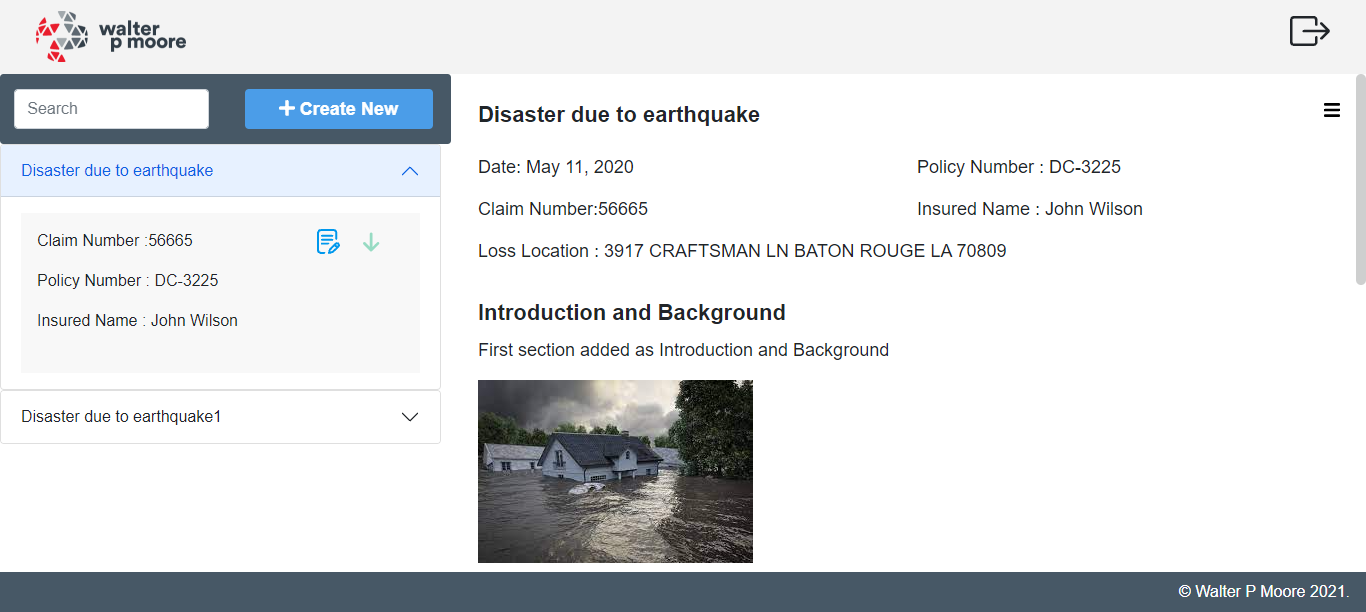 walter
p moore
Search
Create New
Disaster due to earthquake
Claim Number :56665
Policy Number : DC-3225
Insured Name : John Wilson
Disaster due to earthquake1
Disaster due to earthquake
Date: May 11, 2020
Policy Number : DC-3225
Claim Number:56665
Insured Name : John Wilson
Loss Location : 3917 CRAFTSMAN LN BATON ROUGE LA 70809
Introduction and Background
First section added as Introduction and Background
© Walter P Moore 2021.